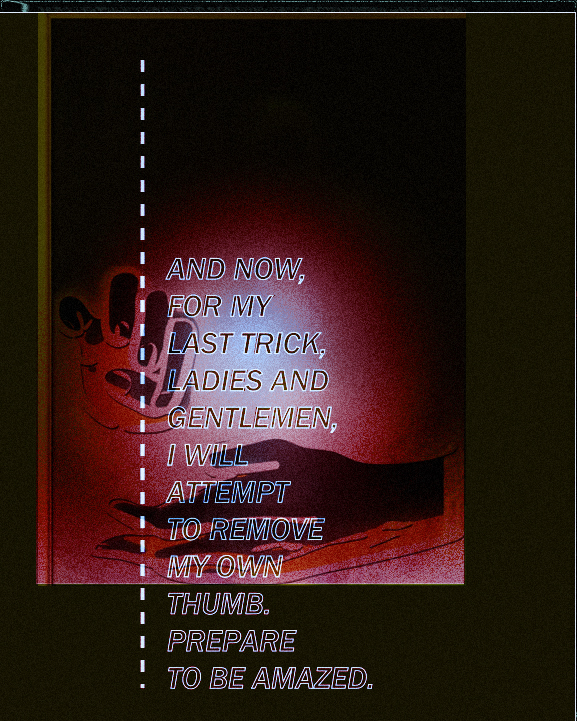 AND NOW,
FOR MY
LAST TRICK,
LADIES AND
GENTLEMEN,
I WILL
ATTEMPT
TO REMOVE
MY OWN
THUMB.
PREPARE
TO BE AMAZED.